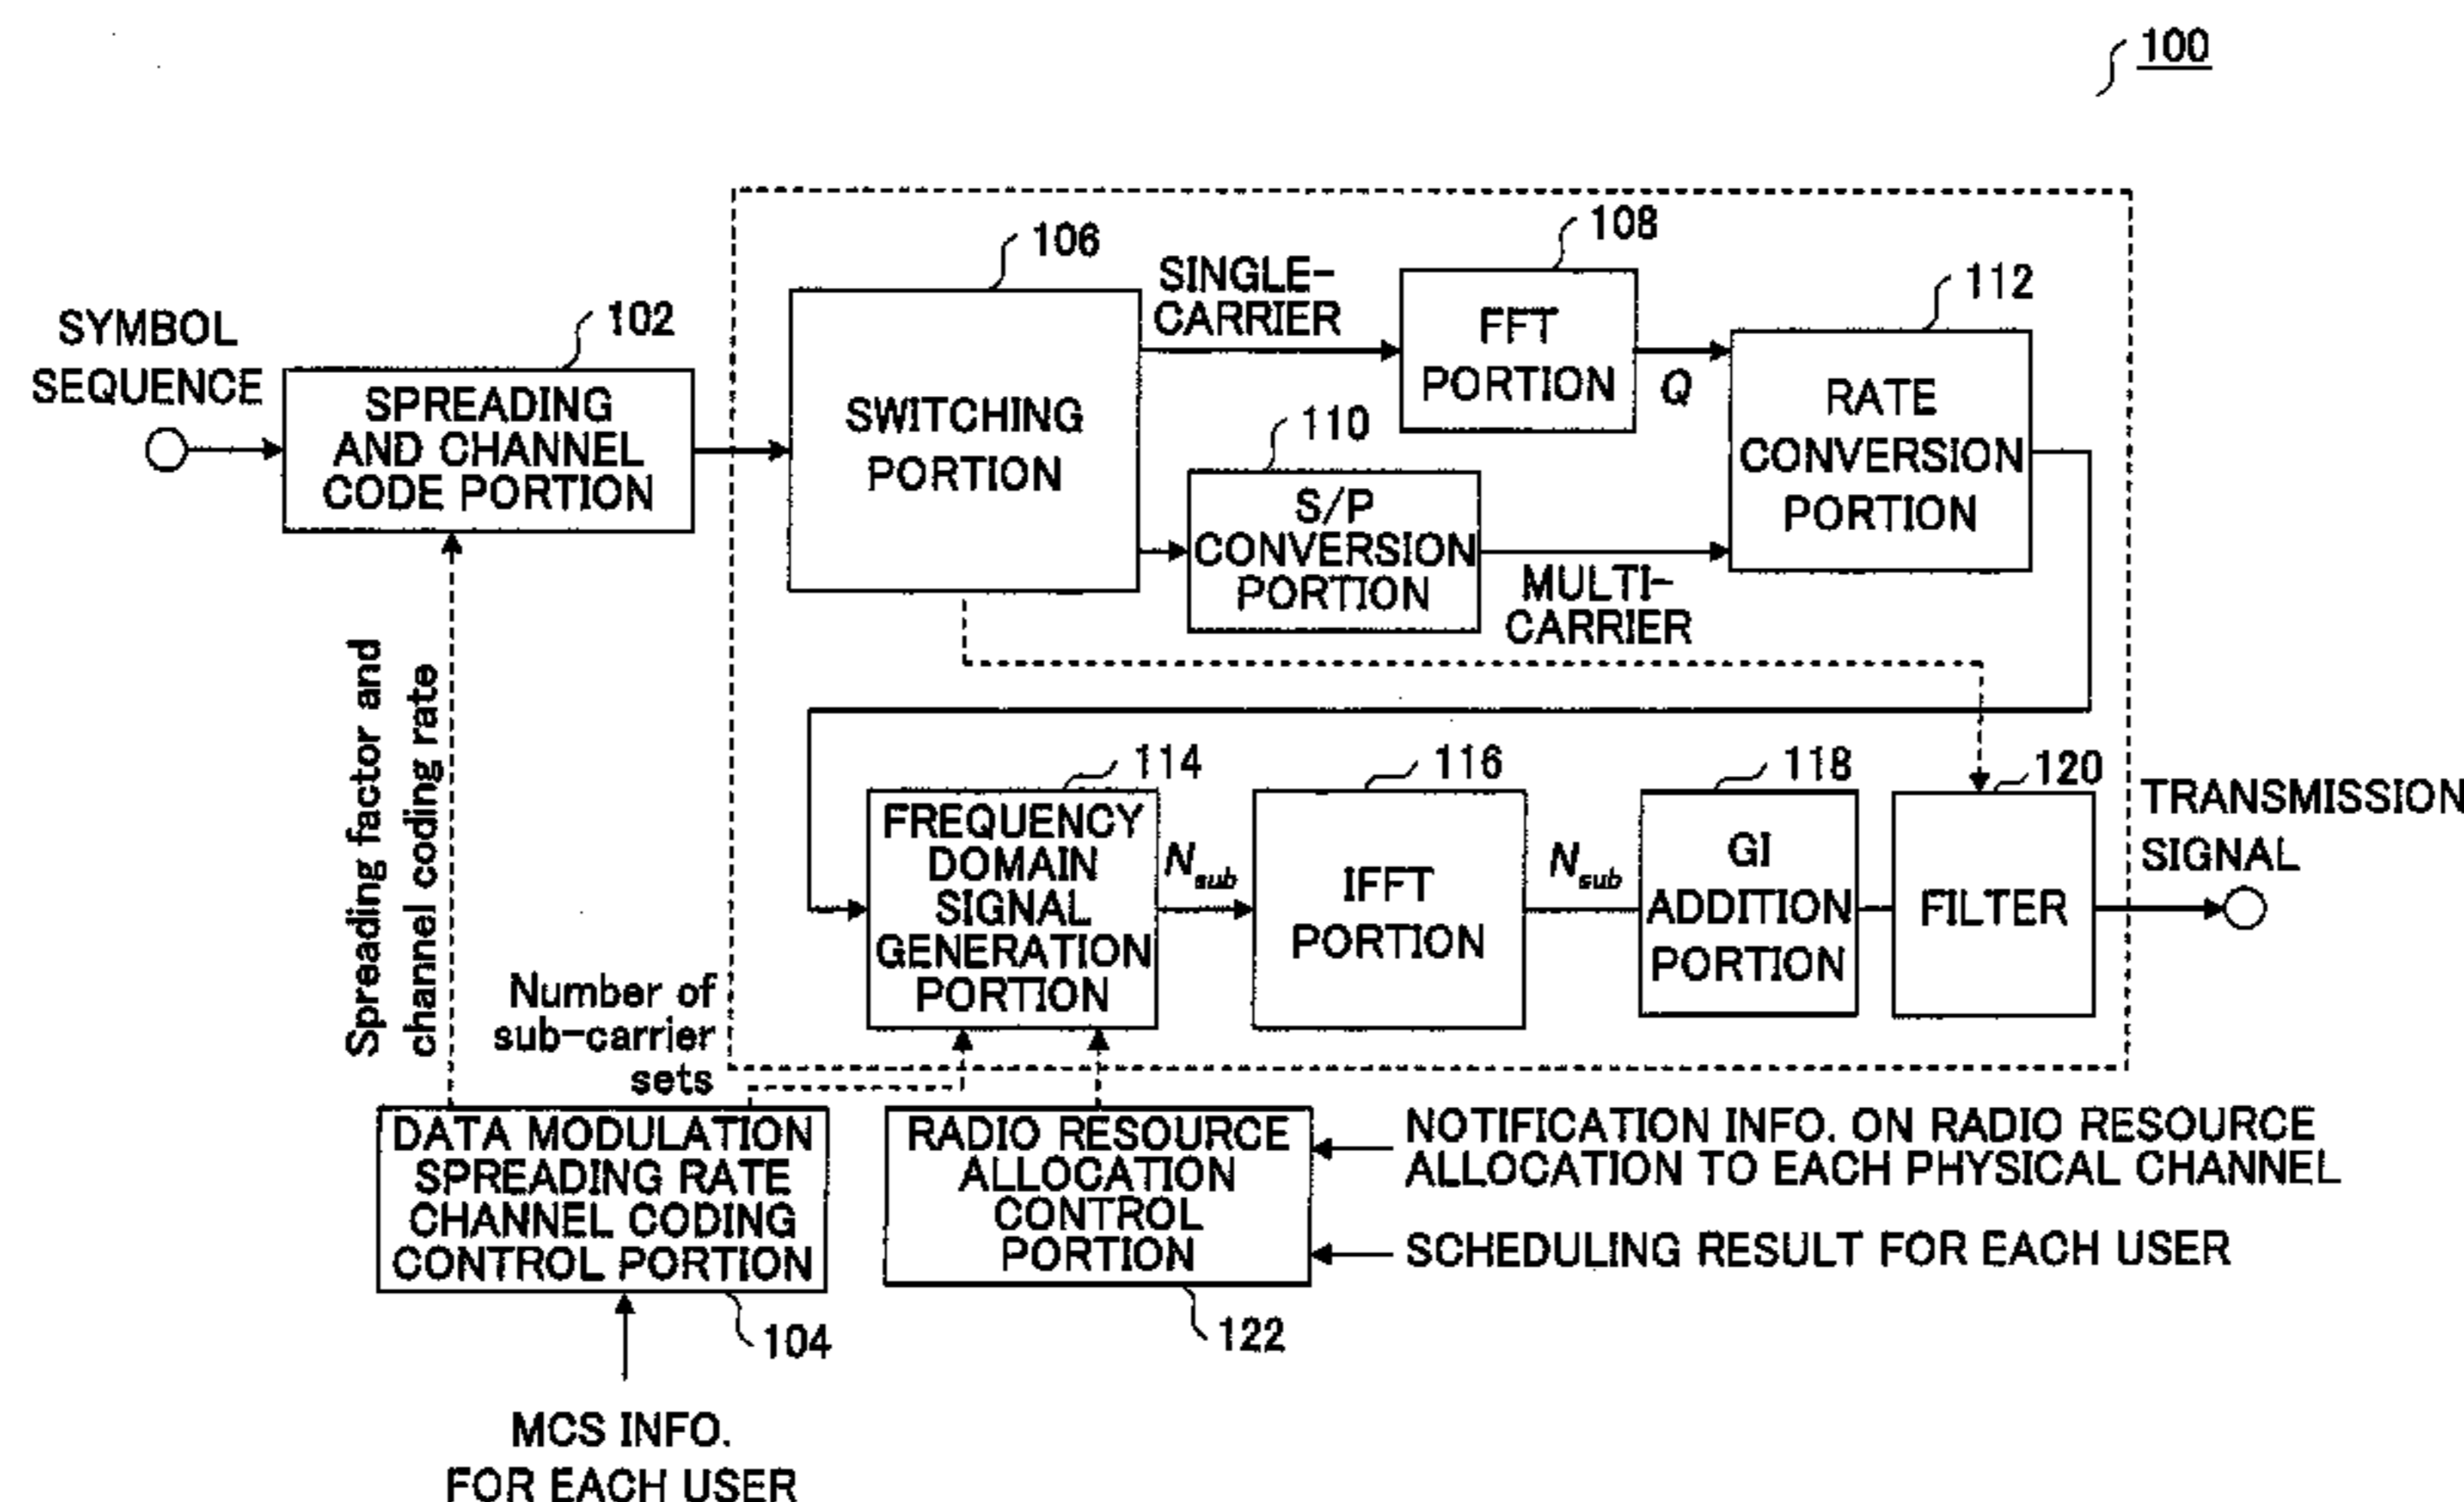 100
SYMBOL
SEQUENCE
102
SPREADING
AND CHANNEL
CODE PORTION
106
SWITCHING
PORTION
SINGLE-
CARRIER
108
FFT
PORTION
Q
110
S/P
CONVERSION
PORTION
MULTI-
CARRIER
112
RATE
CONVERSION
PORTION
Spreading factor and
channel coding rate
114
FREQUENCY
DOMAIN
SIGNAL
GENERATION
PORTION
Nsub
116
IFFT
PORTION
Nsub
118
GI
ADDITION
PORTION
120
FILTER
TRANSMISSION
SIGNAL
Number of
sub-carrier
sets
DATA MODULATION
SPREADING RATE
CHANNEL CODING
CONTROL PORTION
104
MCS INFO.
FOR EACH USER
RADIO RESOURCE
ALLOCATION
CONTROL
PORTION
122
NOTIFICATION INFO. ON RADIO RESOURCE
ALLOCATION TO EACH PHYSICAL CHANNEL
SCHEDULING RESULT FOR EACH USER